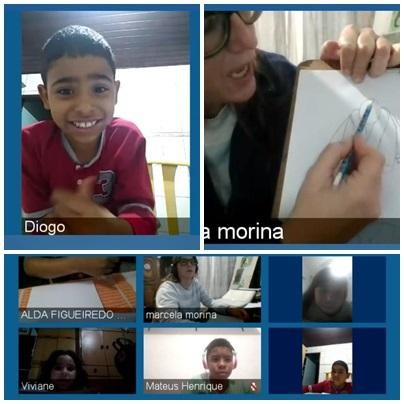 Diogo
a morina
ALDA FIGUEIREDO ...
marcela morina
Viviane
Mateus Henrique